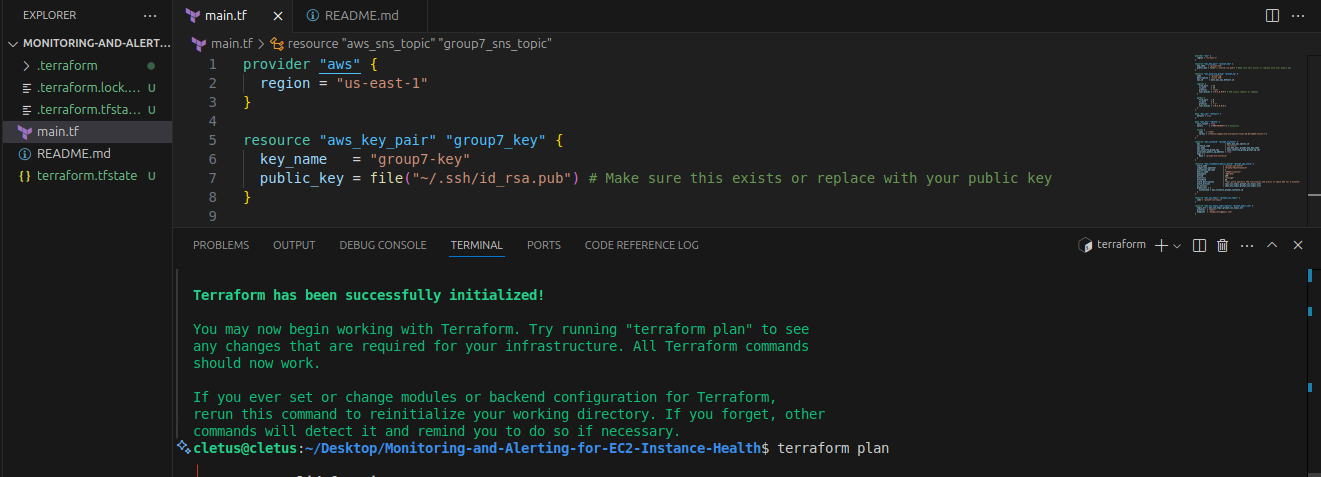 EXPLORER ...
MONITORING-AND-ALERT...
.terraform
.terraform.lock.... U
.terraform.tfsta... U
main.tf
README.md
terraform.tfstate U
main.tf README.md
main.tf > resource "aws_sns_topic" "group7_sns_topic"
1 provider "aws" {
2 region = "us-east-1"
3 }
4
5 resource "aws_key_pair" "group7_key" {
6 key_name = "group7-key"
7 public_key = file("~/.ssh/id_rsa.pub") # Make sure this exists or replace with your public key
8 }
9
PROBLEMS OUTPUT DEBUG CONSOLE TERMINAL PORTS CODE REFERENCE LOG
terraform
Terraform has been successfully initialized!
You may now begin working with Terraform. Try running "terraform plan" to see
any changes that are required for your infrastructure. All Terraform commands
should now work.
If you ever set or change modules or backend configuration for Terraform,
rerun this command to reinitialize your working directory. If you forget, other
commands will detect it and remind you to do so if necessary.
cletus@cletus:~/Desktop/Monitoring-and-Alerting-for-EC2-Instance-Health$ terraform plan